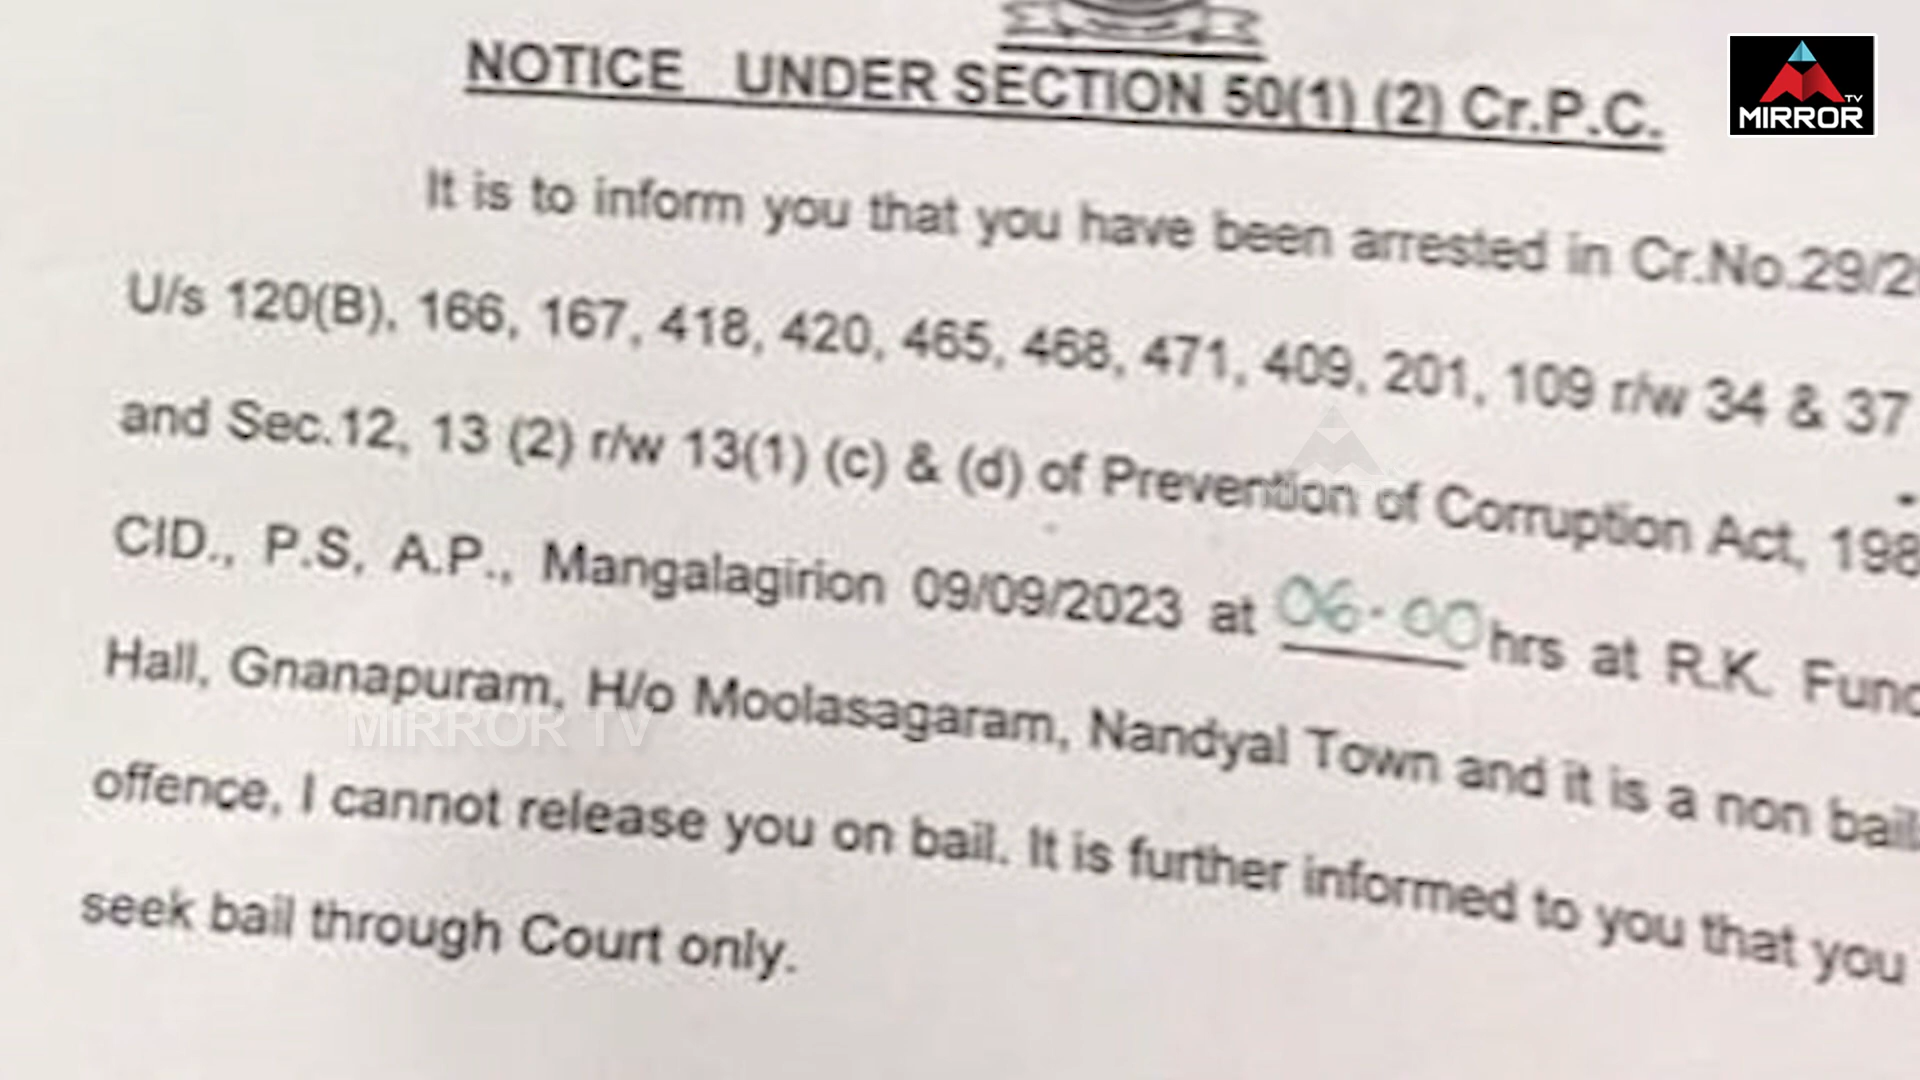 NOTICE UNDER SECTION 50(1) (2) Cr.P.C.
TV
MIRROR
It is to inform you that you have been arrested in Cr.No.29/2
U/s 120(B), 166, 167, 418, 420, 465, 468, 471, 409, 201, 109 r/w 34 & 37
and Sec.12, 13 (2) r/w 13(1) (c) & (d) of Prevention of Corruption Act, 198
CID., P.S, A.P., Mangalagirion 09/09/2023 at 06-00 hrs at R.K. Func
Hall, Gnanapuram, H/o Moolasagaram, Nandyal Town and it is a non bail
MIRROR TV
offence, I cannot release you on bail. It is further informed to you that you
seek bail through Court only.